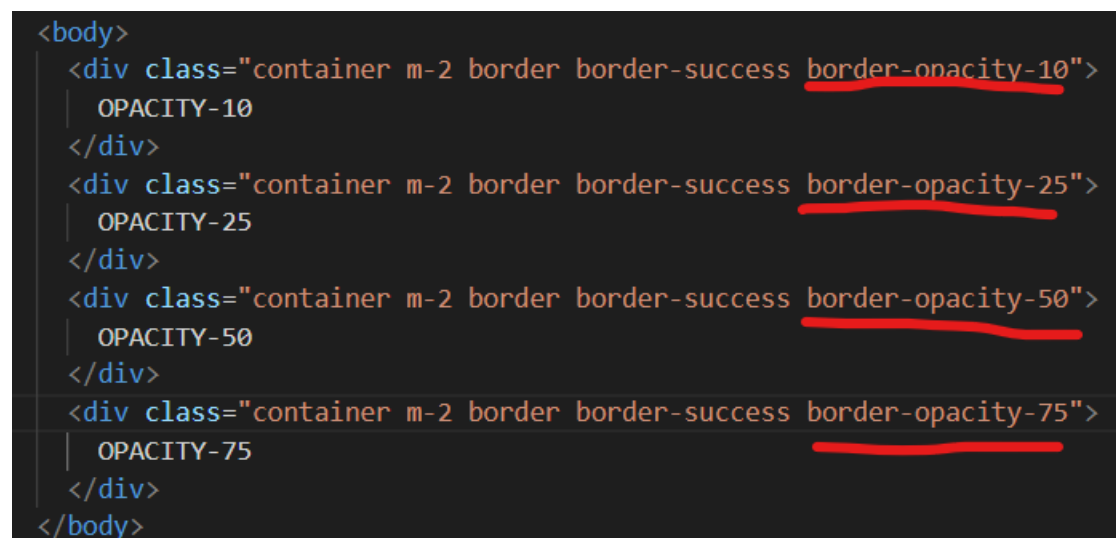 <body>
<div class="container m-2 border border-success border-opacity-10">
OPACITY-10
</div>
<div class="container m-2 border border-success border-opacity-25">
OPACITY-25
</div>
<div class="container m-2 border border-success border-opacity-50">
OPACITY-50
</div>
<div class="container m-2 border border-success border-opacity-75">
OPACITY-75
</div>
</body>